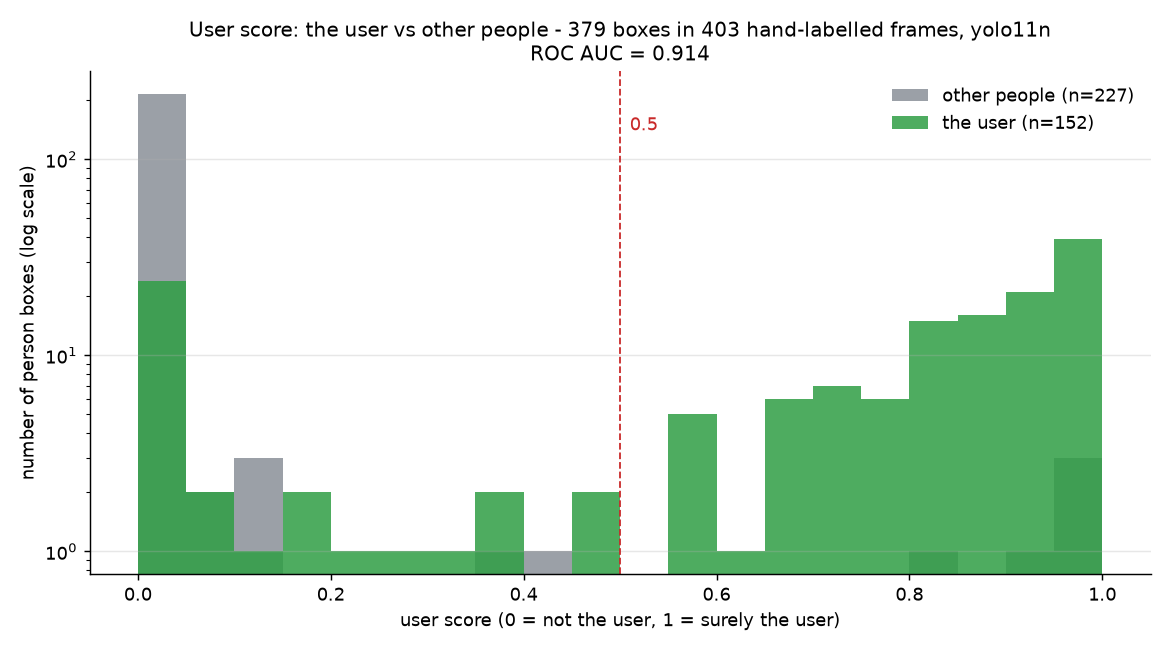 User score: the user vs other people - 379 boxes in 403 hand-labelled frames, yolo11n
ROC AUC = 0.914
other people (n=227)
the user (n=152)
0.5
number of person boxes (log scale)
10²
10¹
10⁰
0.0 0.2 0.4 0.6 0.8 1.0
user score (0 = not the user, 1 = surely the user)